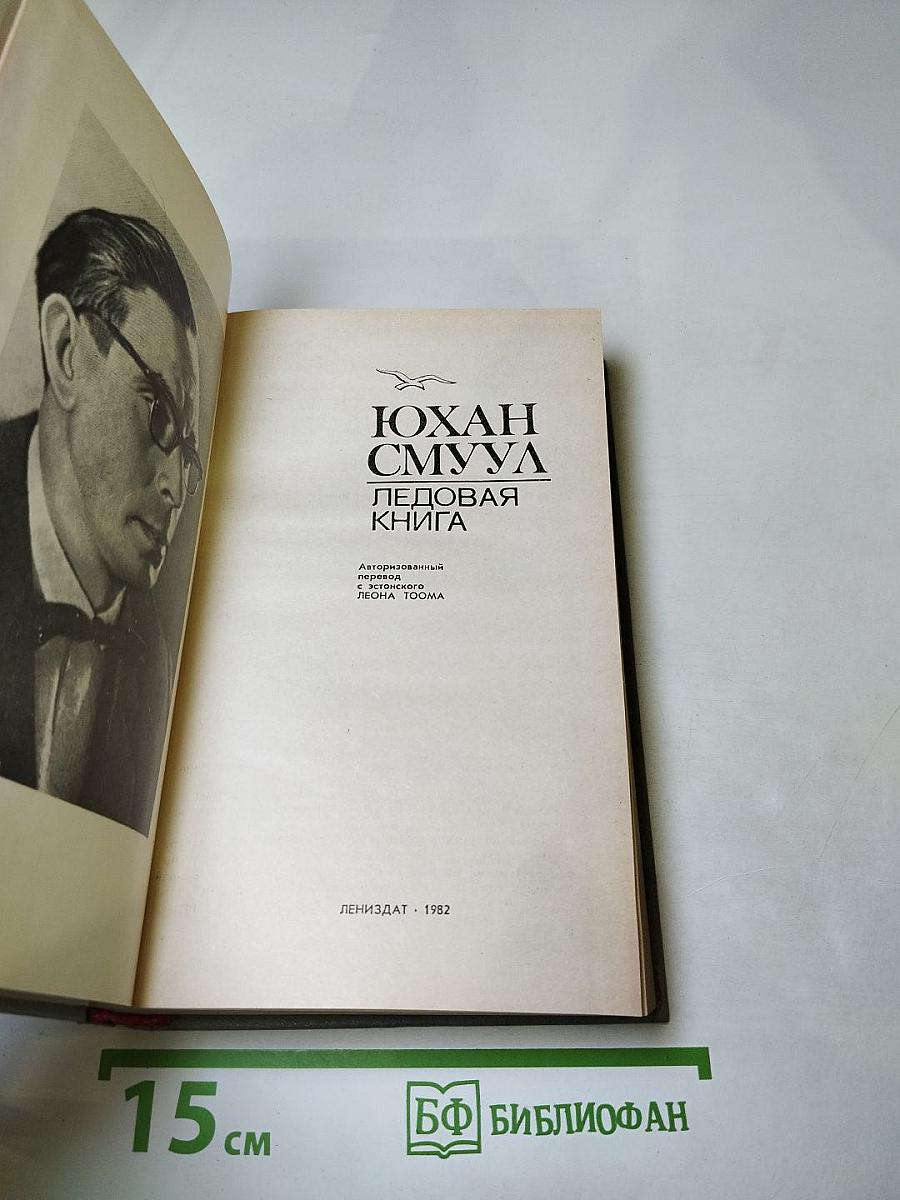 ЮХАН
СМУУЛ
ЛЕДОВАЯ
КНИГА
Авторизованный
перевод
с эстонского
ЛЕОНА ТООМА
ЛЕНИЗДАТ · 1982
15 см
БФ БИБЛИОФАН